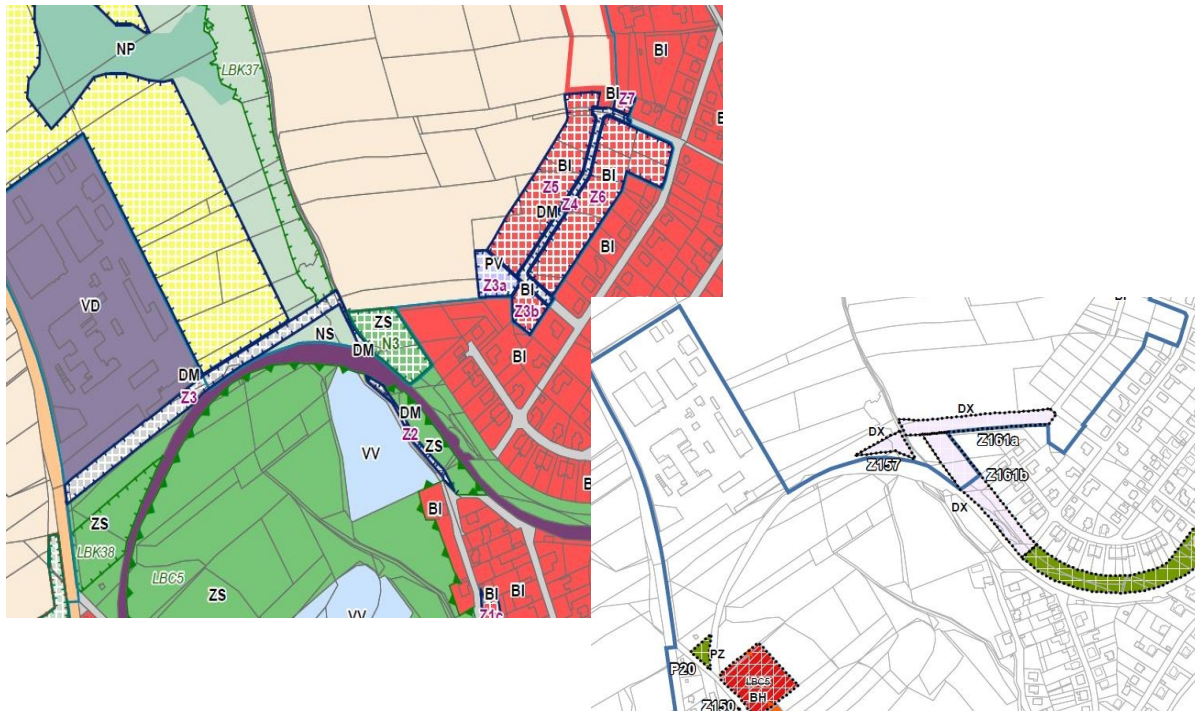 NP
LBK37
BI
BI
Z7
BI
BI
Z5
BI
Z6
DM
Z4
BI
PV
Z3a
BI
Z3b
VD
NS
ZS
N3
DM
BI
DM
Z3
DM
Z2
ZS
VV
BI
ZS
LBK38
LBC5
ZS
BI
BI
Z1c
VV
DX
DX
Z161a
Z157
Z161b
DX
PZ
P20
LBC5
BH
Z150